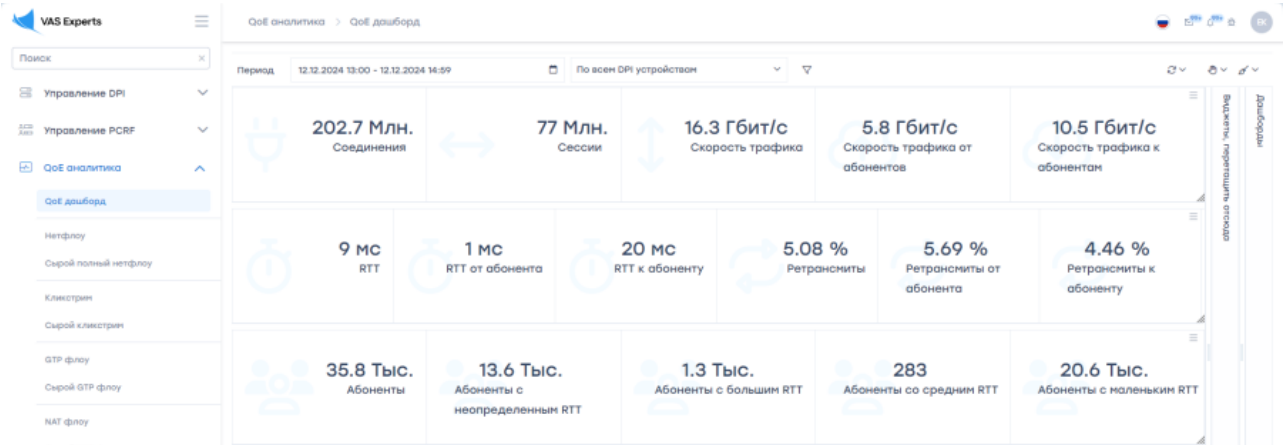 VAS Experts
QoE аналитика > QoE дашборд
99+ 99+ EK
Поиск
Период 12.12.2024 13:00 - 12.12.2024 14:59 По всем DPI устройствам
Управление DPI
Управление PCRF
QoE аналитика
QoE дашборд
Нетфлоу
Сырой полный нетфлоу
Кликстрим
Сырой кликстрим
GTP флоу
Сырой GTP флоу
NAT флоу
202.7 Млн.
Соединения
77 Млн.
Сессии
16.3 Гбит/с
Скорость трафика
5.8 Гбит/с
Скорость трафика от
абонентов
10.5 Гбит/с
Скорость трафика к
абонентам
9 мс
RTT
1 мс
RTT от абонента
20 мс
RTT к абоненту
5.08 %
Ретрансмиты
5.69 %
Ретрансмиты от
абонента
4.46 %
Ретрансмиты к
абоненту
35.8 Тыс.
Абоненты
13.6 Тыс.
Абоненты с
неопределенным RTT
1.3 Тыс.
Абоненты с большим RTT
283
Абоненты со средним RTT
20.6 Тыс.
Абоненты с маленьким RTT
Виджеты, перетащить отсюда
Дашборды